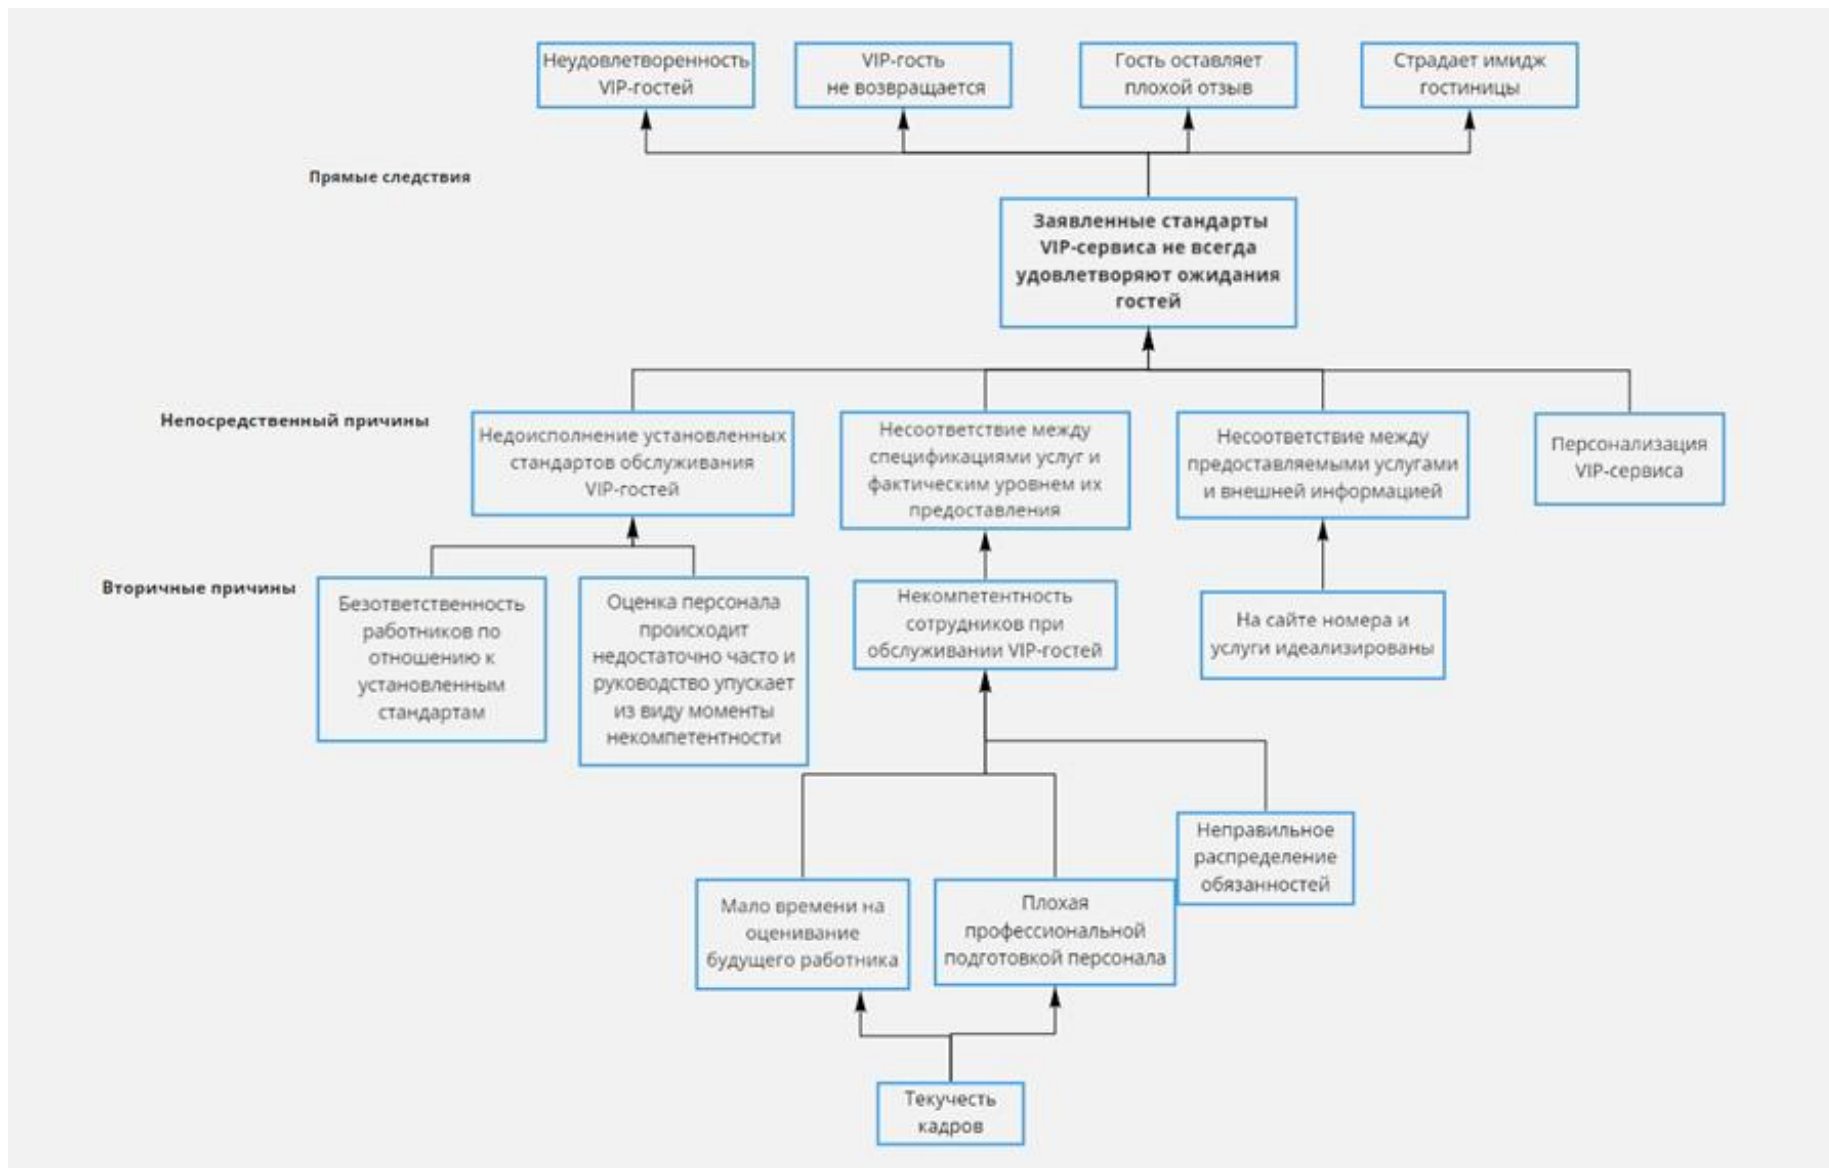 Неудовлетворенность
VIP-гостей
VIP-гость
не возвращается
Гость оставляет
плохой отзыв
Страдает имидж
гостиницы
Прямые следствия
Заявленные стандарты
VIP-сервиса не всегда
удовлетворяют ожидания
гостей
Непосредственный причины
Недоисполнение установленных
стандартов обслуживания
VIP-гостей
Несоответствие между
спецификациями услуг и
фактическим уровнем их
предоставления
Несоответствие между
предоставляемыми услугами
и внешней информацией
Персонализация
VIP-сервиса
Вторичные причины
Безответственность
работников по
отношению к
установленным
стандартам
Оценка персонала
происходит
недостаточно часто и
руководство упускает
из виду моменты
некомпетентности
Некомпетентность
сотрудников при
обслуживании VIP-гостей
На сайте номера и
услуги идеализированы
Неправильное
распределение
обязанностей
Мало времени на
оценивание
будущего работника
Плохая
профессиональной
подготовкой персонала
Текучесть
кадров